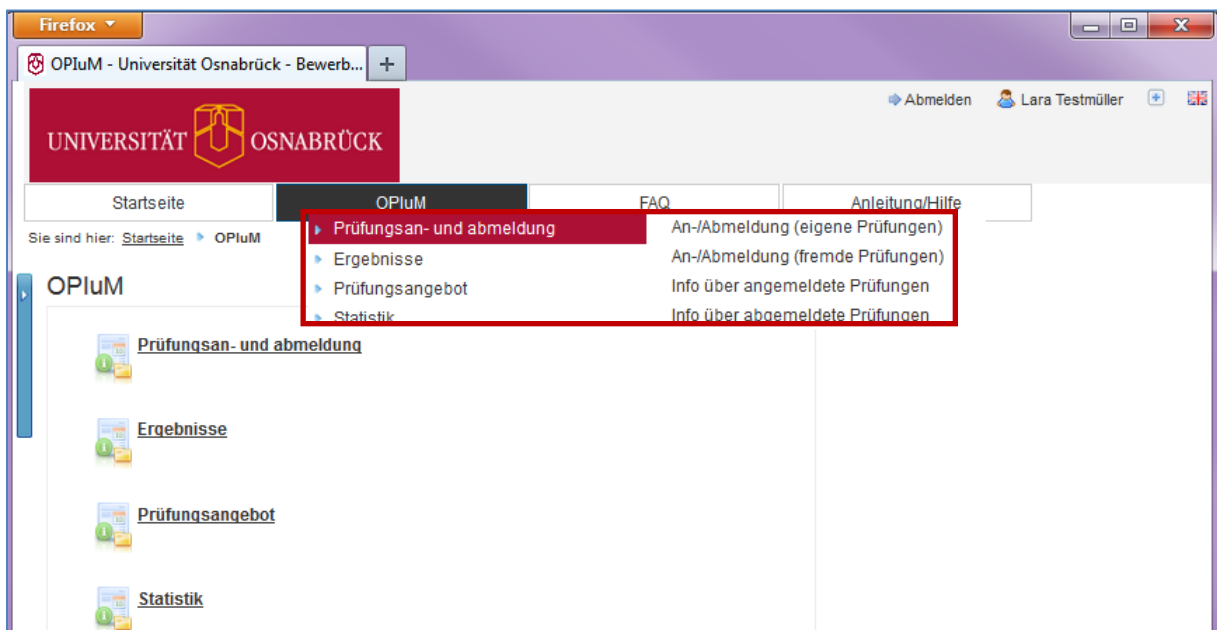 Firefox
OPIuM - Universität Osnabrück - Bewerb...
Abmelden Lara Testmüller
UNIVERSITÄT OSNABRÜCK
Startseite OPIuM FAQ Anleitung/Hilfe
Sie sind hier: Startseite OPIuM
Prüfungsan- und abmeldung An-/Abmeldung (eigene Prüfungen)
Ergebnisse An-/Abmeldung (fremde Prüfungen)
Prüfungsangebot Info über angemeldete Prüfungen
Statistik Info über abgemeldete Prüfungen
OPIuM
Prüfungsan- und abmeldung
Ergebnisse
Prüfungsangebot
Statistik